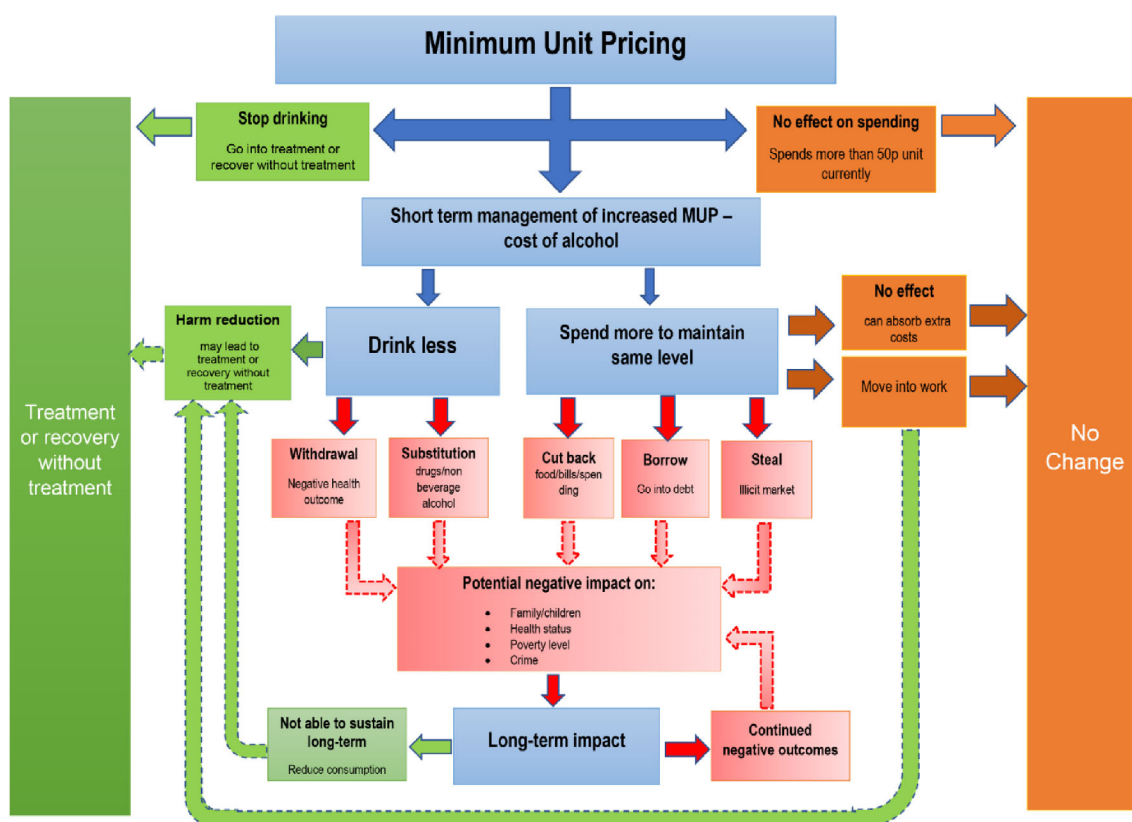 Minimum Unit Pricing
Stop drinking
Go into treatment or
recover without treatment
No effect on spending
Spends more than 50p unit
currently
Short term management of increased MUP –
cost of alcohol
Harm reduction
may lead to
treatment or
recovery without
treatment
Drink less
Spend more to maintain
same level
No effect
can absorb extra
costs
Move into work
Treatment
or recovery
without
treatment
No
Change
Withdrawal
Negative health
outcome
Substitution
drugs/non
beverage
alcohol
Cut back
food/bills/spen
ding
Borrow
Go into debt
Steal
Illicit market
Potential negative impact on:
• Family/children
• Health status
• Poverty level
• Crime
Not able to sustain
long-term
Reduce consumption
Long-term impact
Continued
negative outcomes